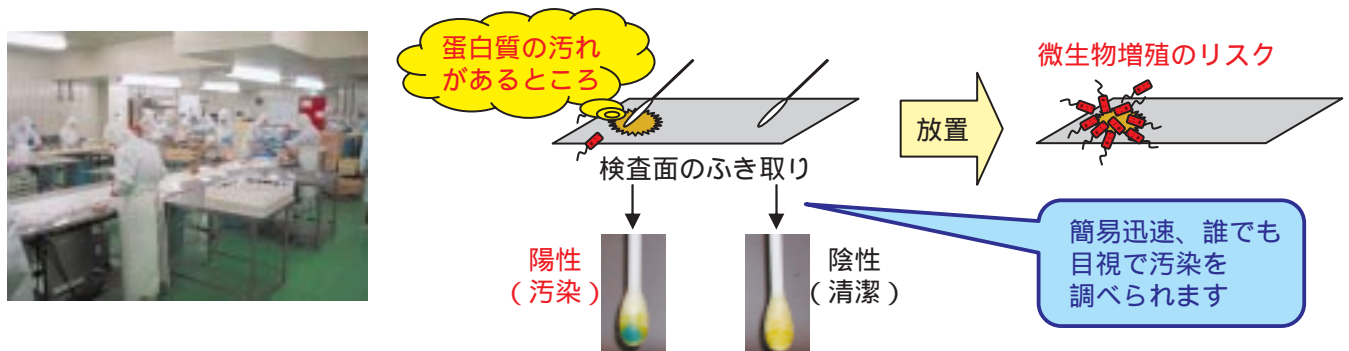 蛋白質の汚れ
があるところ
微生物増殖のリスク
放置
検査面のふき取り
陽性
（汚染）
陰性
（清潔）
簡易迅速、誰でも
目視で汚染を
調べられます